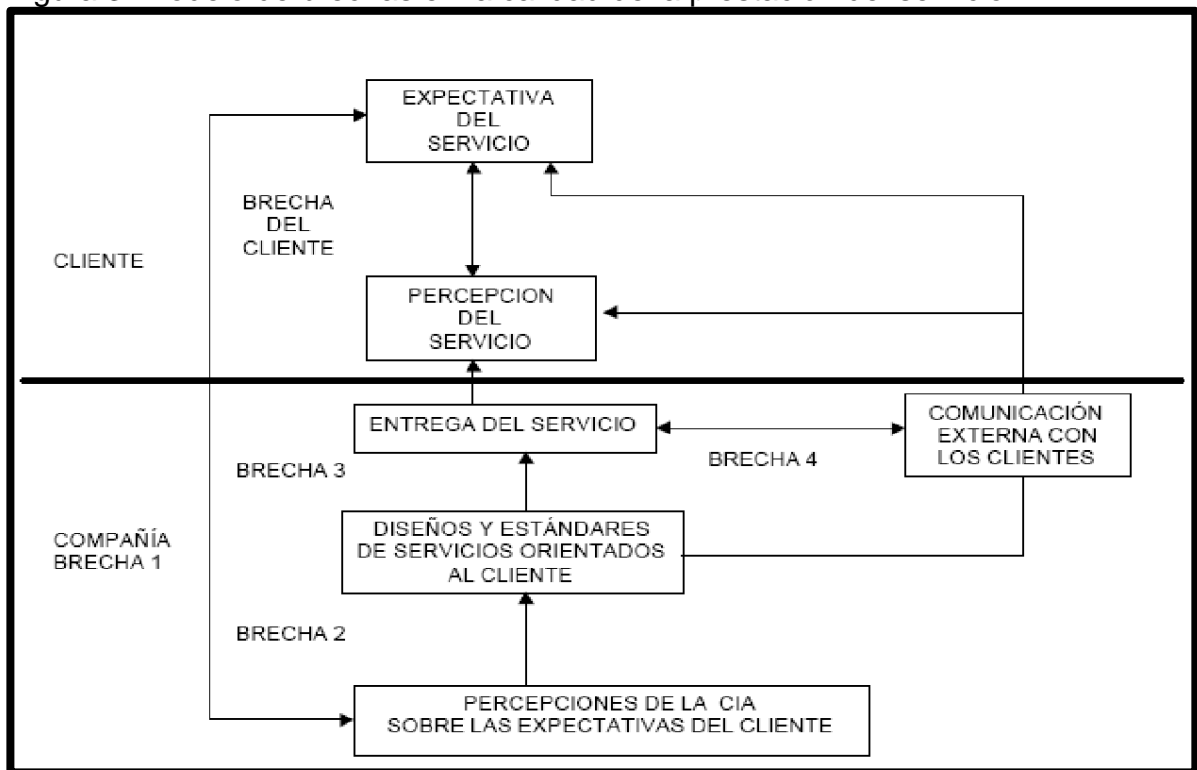 EXPECTATIVA
DEL
SERVICIO
BRECHA
DEL
CLIENTE
CLIENTE
PERCEPCION
DEL
SERVICIO
ENTREGA DEL SERVICIO
COMUNICACIÓN
EXTERNA CON
LOS CLIENTES
BRECHA 4
BRECHA 3
DISEÑOS Y ESTÁNDARES
DE SERVICIOS ORIENTADOS
AL CLIENTE
COMPAÑÍA
BRECHA 1
BRECHA 2
PERCEPCIONES DE LA CIA
SOBRE LAS EXPECTATIVAS DEL CLIENTE